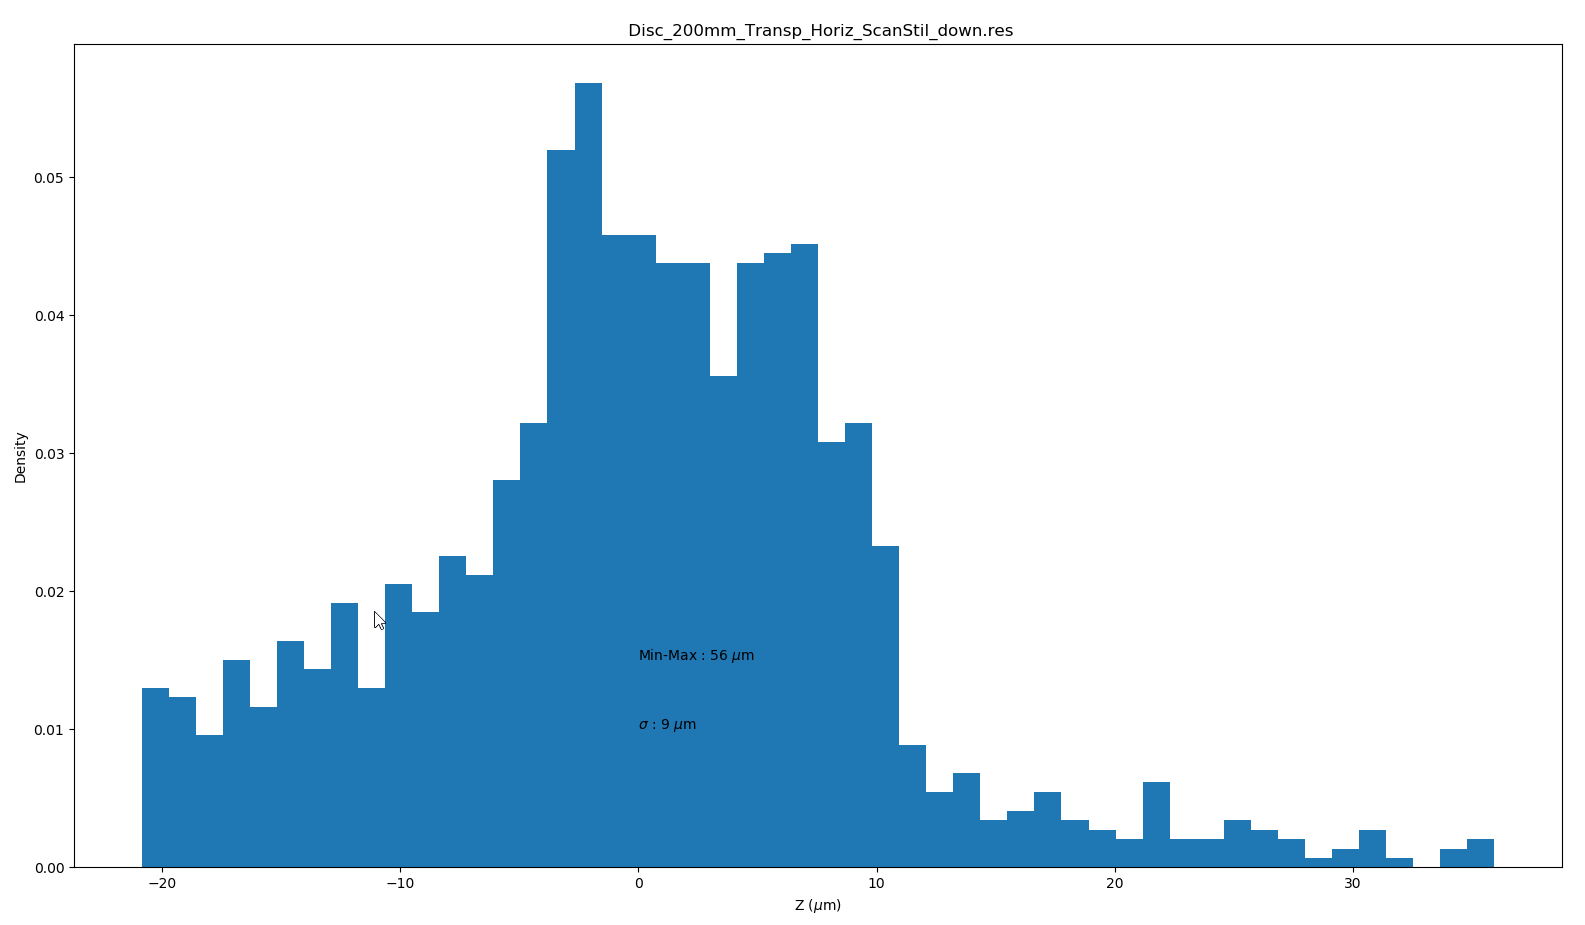 Disc_200mm_Transp_Horiz_ScanStil_down.res
Density
0.05
0.04
0.03
0.02
0.01
0.00
Min-Max : 56 μm
σ : 9 μm
−20 −10 0 10 20 30
Z (μm)